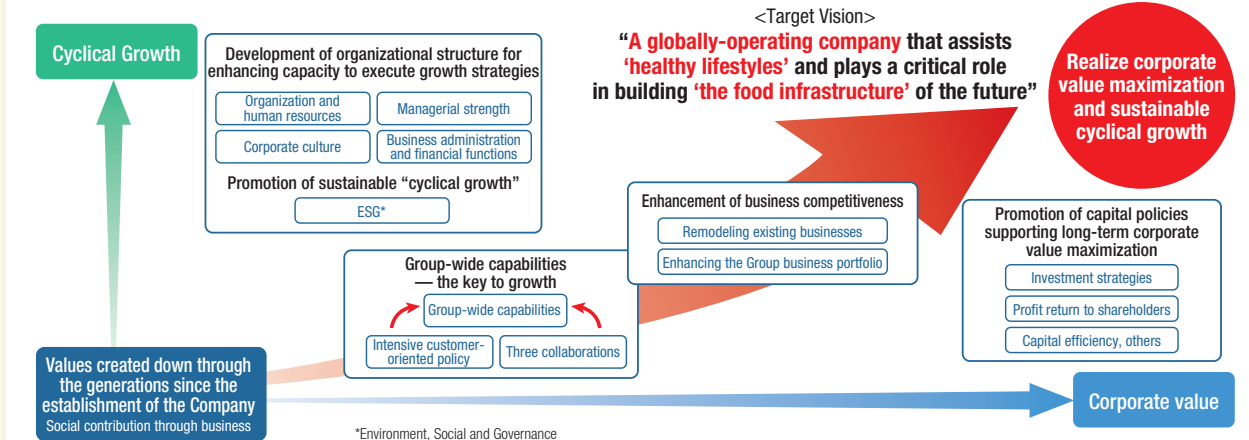 Cyclical Growth
Development of organizational structure for
enhancing capacity to execute growth strategies
Organization and
human resources
Managerial strength
Corporate culture
Business administration
and financial functions
Promotion of sustainable “cyclical growth”
ESG*
<Target Vision>
“A globally-operating company that assists
‘healthy lifestyles’ and plays a critical role
in building ‘the food infrastructure’ of the future”
Realize corporate
value maximization
and sustainable
cyclical growth
Enhancement of business competitiveness
Remodeling existing businesses
Enhancing the Group business portfolio
Promotion of capital policies
supporting long-term corporate
value maximization
Investment strategies
Profit return to shareholders
Capital efficiency, others
Group-wide capabilities
— the key to growth
Group-wide capabilities
Intensive customer-
oriented policy
Three collaborations
Values created down through
the generations since the
establishment of the Company
Social contribution through business
Corporate value
*Environment, Social and Governance